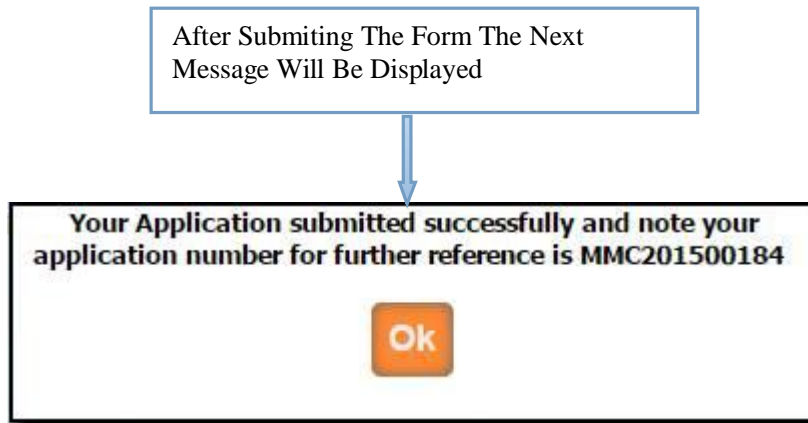 After Submiting The Form The Next
Message Will Be Displayed
Your Application submitted successfully and note your
application number for further reference is MMC201500184
Ok